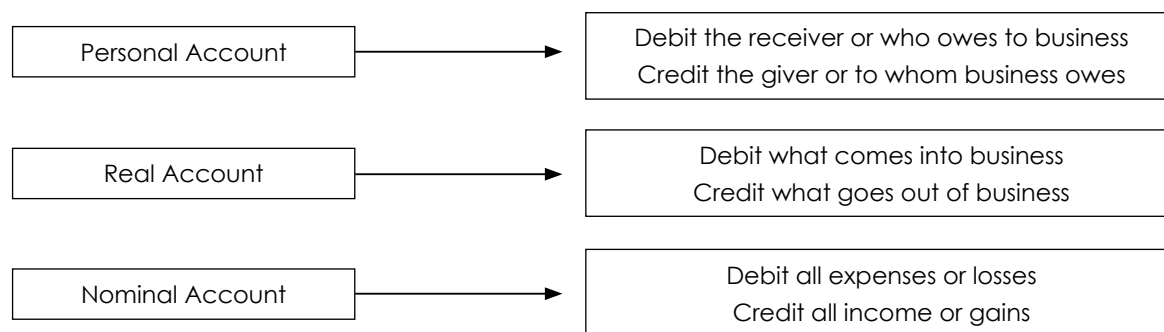 Personal Account
Debit the receiver or who owes to business
Credit the giver or to whom business owes
Real Account
Debit what comes into business
Credit what goes out of business
Nominal Account
Debit all expenses or losses
Credit all income or gains